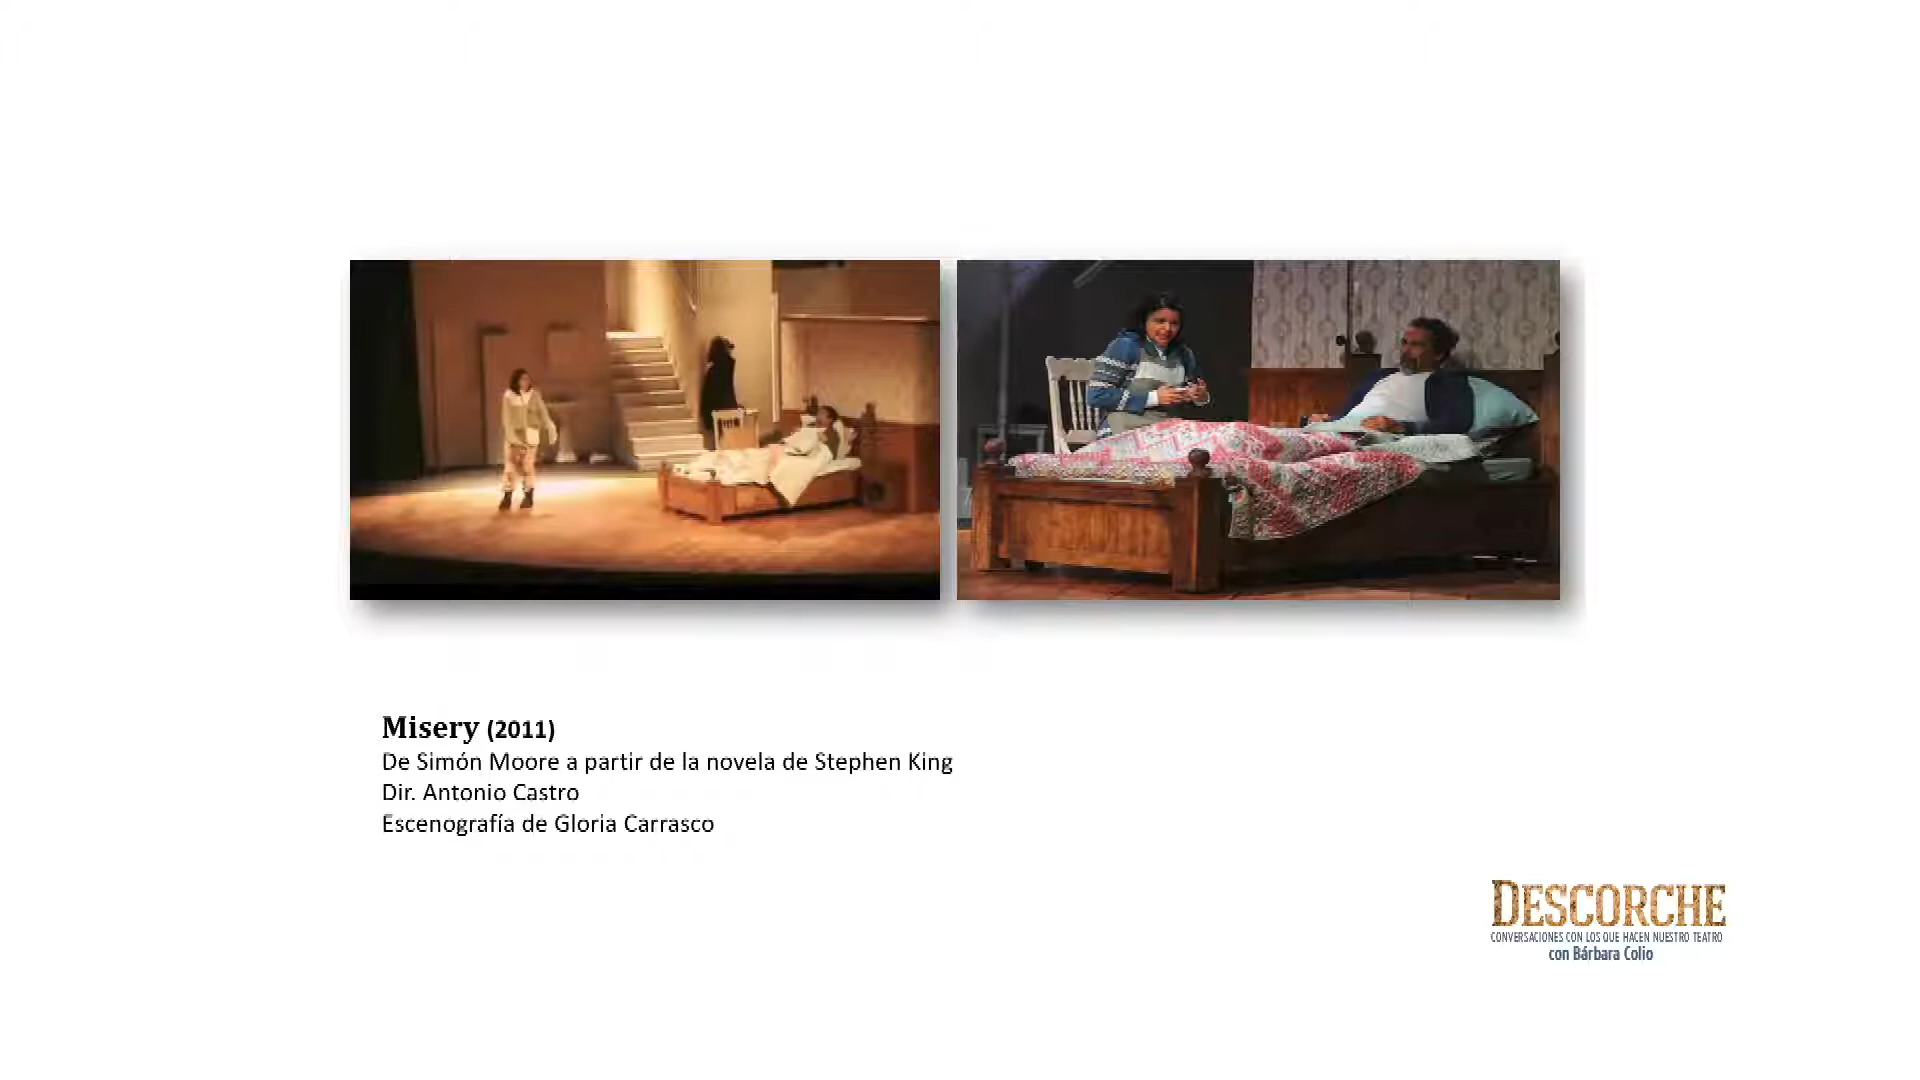 Misery (2011)
De Simón Moore a partir de la novela de Stephen King
Dir. Antonio Castro
Escenografía de Gloria Carrasco
DESCORCHE
CONVERSACIONES CON LOS QUE HACEN NUESTRO TEATRO
con Bárbara Colio